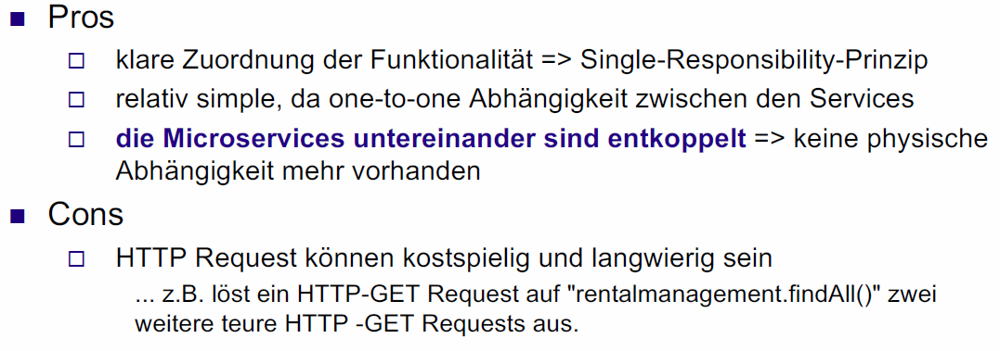 Pros
klare Zuordnung der Funktionalität => Single-Responsibility-Prinzip
relativ simple, da one-to-one Abhängigkeit zwischen den Services
die Microservices untereinander sind entkoppelt => keine physische
Abhängigkeit mehr vorhanden
Cons
HTTP Request können kostspielig und langwierig sein
... z.B. löst ein HTTP-GET Request auf "rentalmanagement.findAll()" zwei
weitere teure HTTP -GET Requests aus.